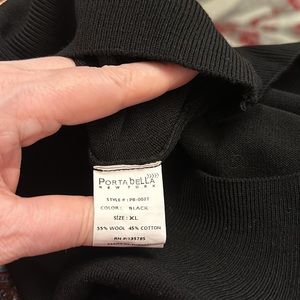 PORTABELLA
NEW YORK
STYLE # : PB-0027
COLOR : BLACK
SIZE : XL
55% WOOL 45% COTTON
RN #:135785